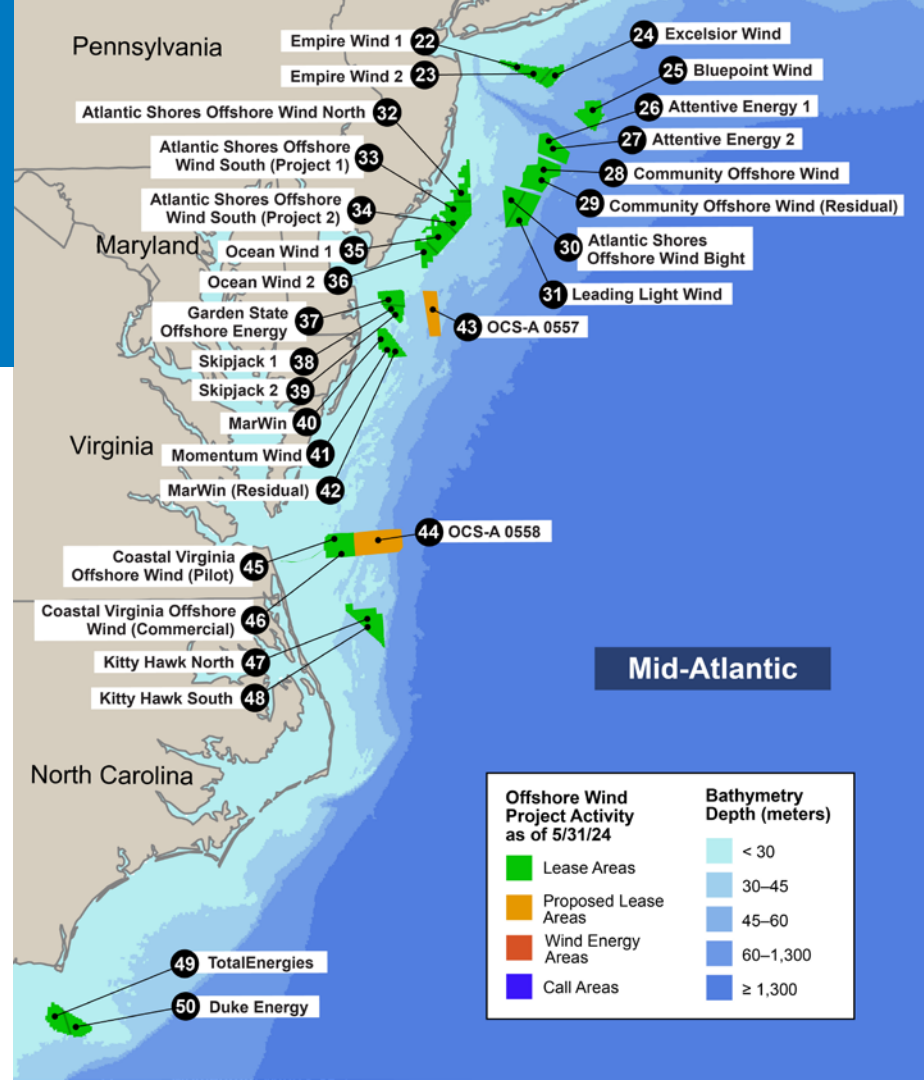 Pennsylvania
Empire Wind 1
22
24
Excelsior Wind
Empire Wind 2
23
25
Bluepoint Wind
Atlantic Shores Offshore Wind North
32
26
Attentive Energy 1
Atlantic Shores Offshore
Wind South (Project 1)
33
27
Attentive Energy 2
28
Community Offshore Wind
Atlantic Shores Offshore
Wind South (Project 2)
34
29
Community Offshore Wind (Residual)
Maryland
Ocean Wind 1
35
30
Atlantic Shores
Offshore Wind Bight
Ocean Wind 2
36
31
Leading Light Wind
Garden State
Offshore Energy
37
43
OCS-A 0557
Skipjack 1
38
Skipjack 2
39
MarWin
40
Virginia
Momentum Wind
41
MarWin (Residual)
42
44
OCS-A 0558
Coastal Virginia
Offshore Wind (Pilot)
45
Coastal Virginia Offshore
Wind (Commercial)
46
Kitty Hawk North
47
Kitty Hawk South
48
Mid-Atlantic
North Carolina
Offshore Wind
Project Activity
as of 5/31/24
Lease Areas
Proposed Lease
Areas
Wind Energy
Areas
Call Areas
Bathymetry
Depth (meters)
< 30
30–45
45–60
60–1,300
≥ 1,300
49
TotalEnergies
50
Duke Energy